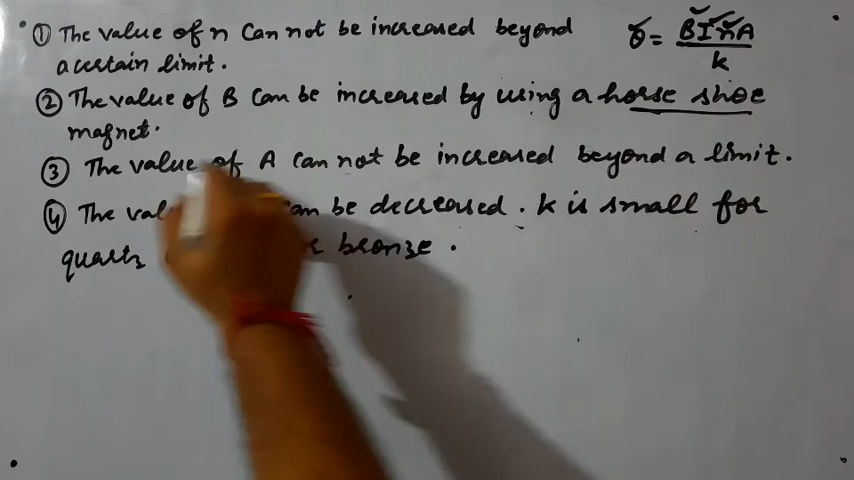 ① The value of n Can not be increased beyond
a certain limit.
θ = BInA
k
② The value of B Can be increased by using a horse shoe
magnet.
③ The value of A can not be increased beyond a limit.
④ The can be decreased. k is small for
quartz bronze.